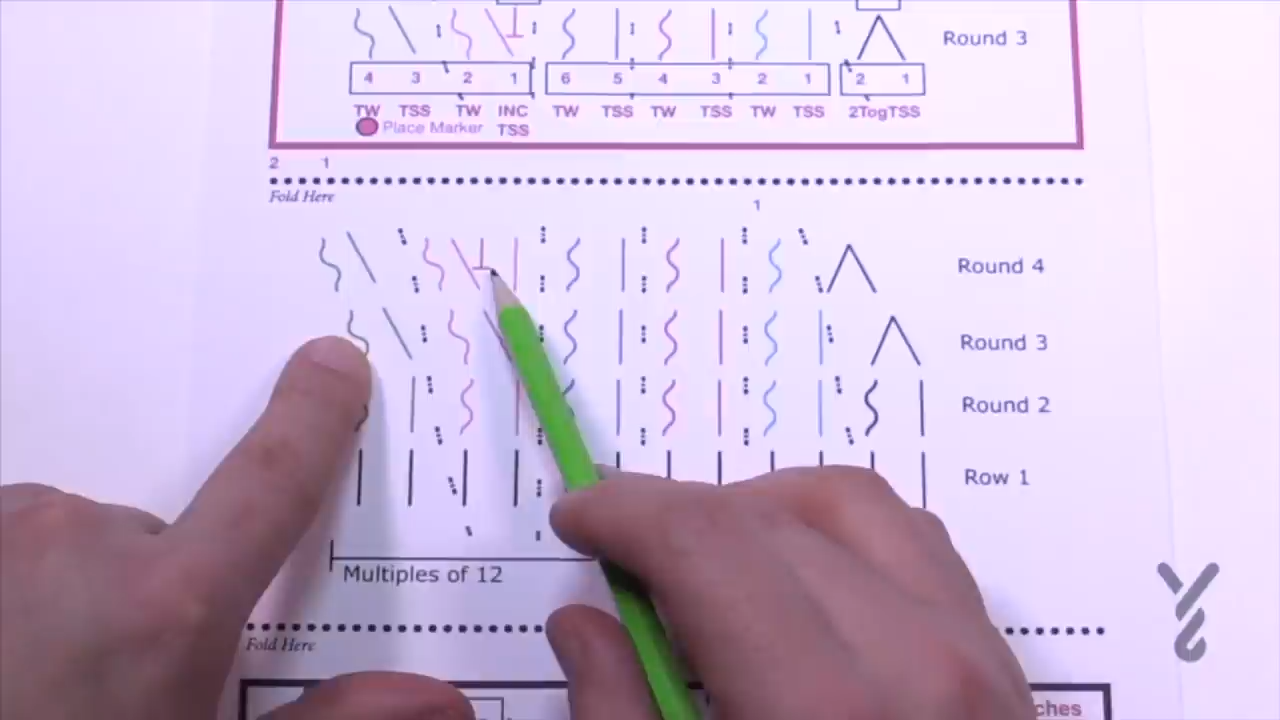 Round 3
4 3 2 1 6 5 4 3 2 1 2 1
TW TSS TW INC TW TSS TW TSS TW TSS 2TogTSS
Place Marker TSS
2 1
Fold Here
1
Round 4
Round 3
Round 2
Row 1
Multiples of 12
Fold Here